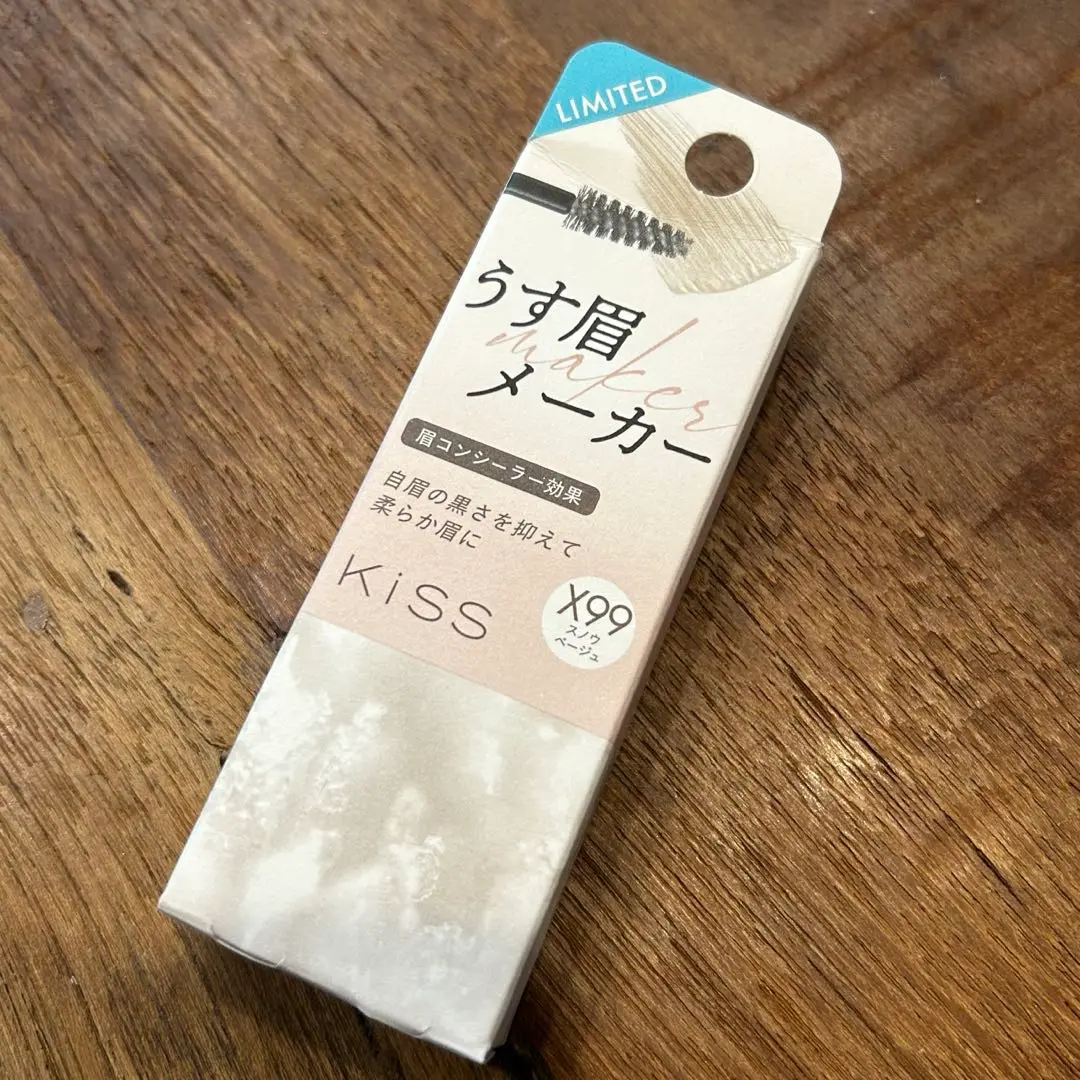 LIMITED
うす眉
maker
メーカー
眉コンシーラー効果
自眉の黒さを抑えて
柔らか眉に
KiSS
X99
スノウ
ベージュ